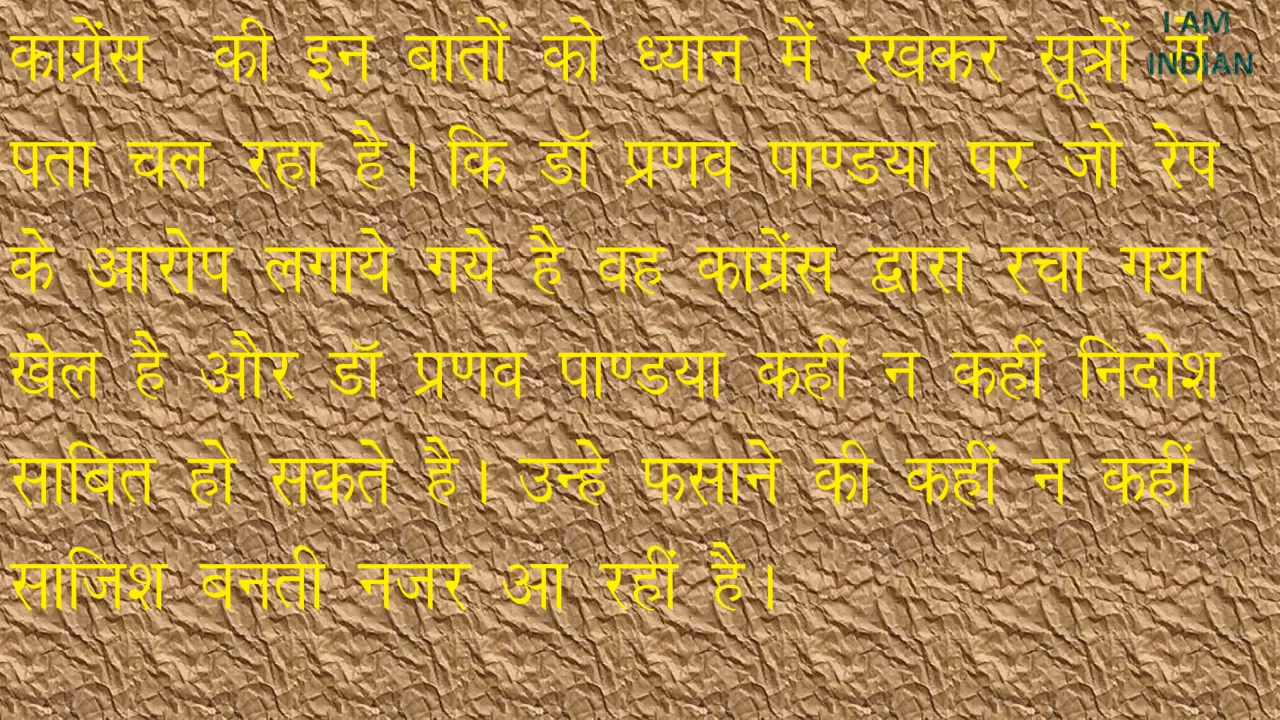 काग्रेंस की इन बातों को ध्यान में रखकर सूत्रों से
पता चल रहा है। कि डॉ प्रणव पाण्डया पर जो रेप
के आरोप लगाये गये है वह काग्रेंस द्वारा रचा गया
खेल है और डॉ प्रणव पाण्डया कहीं न कहीं निदोश
साबित हो सकते है। उन्हे फसाने की कहीं न कहीं
साजिश बनती नजर आ रहीं है।
I AM
INDIAN